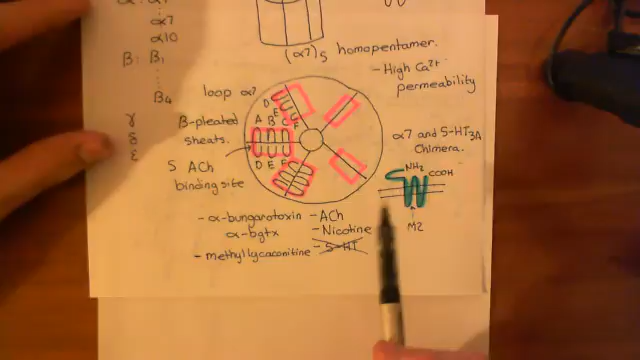 α7
α10
β: β1
β4
γ
δ
ε
(α7)5 homopentamer.
- High Ca2+
permeability
loop α7
β-pleated
sheets.
D
E
F
A B C
D E F
5 ACh
binding site
α7 and 5-HT3A
Chimera.
NH2
COOH
M2
- α-bungarotoxin
α-bgtx
- methyllycaconitine
- ACh
- Nicotine
- 5-HT